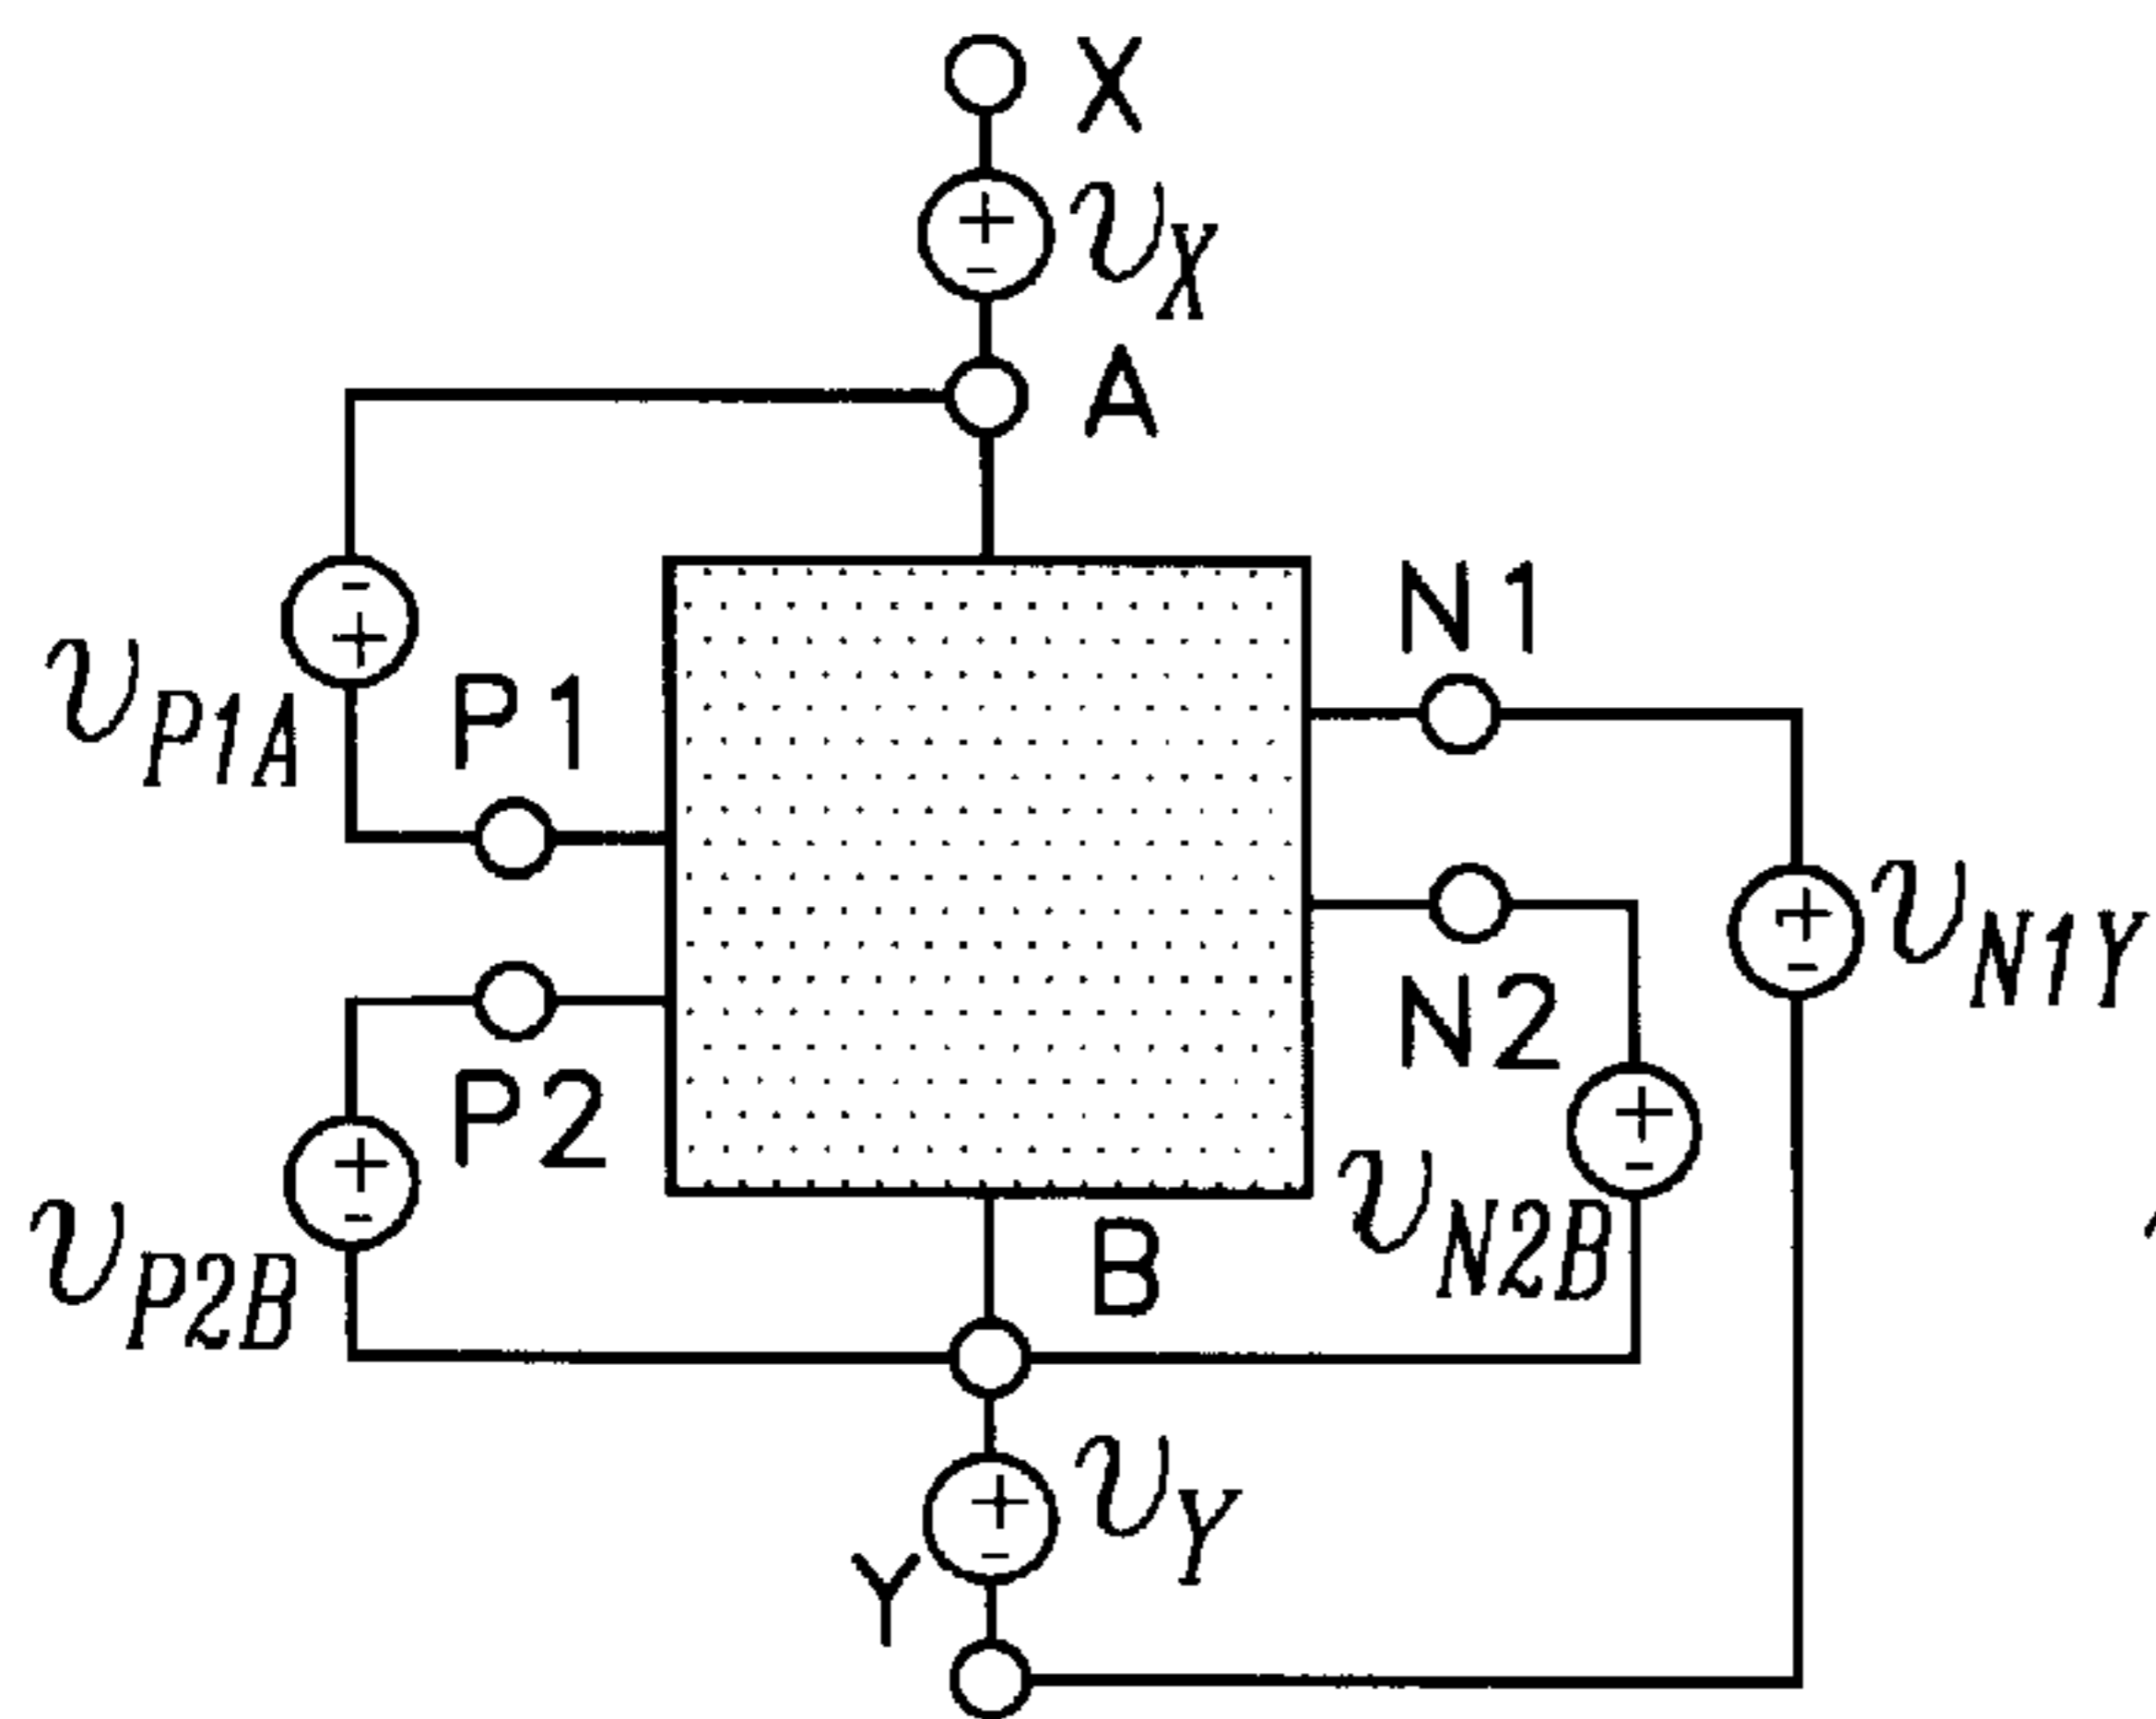 X
+
-
v_X
A
-
+
v_P1A
P1
N1
+
-
v_N1Y
N2
P2
+
-
v_P2B
+
-
v_N2B
B
+
-
v_Y
Y